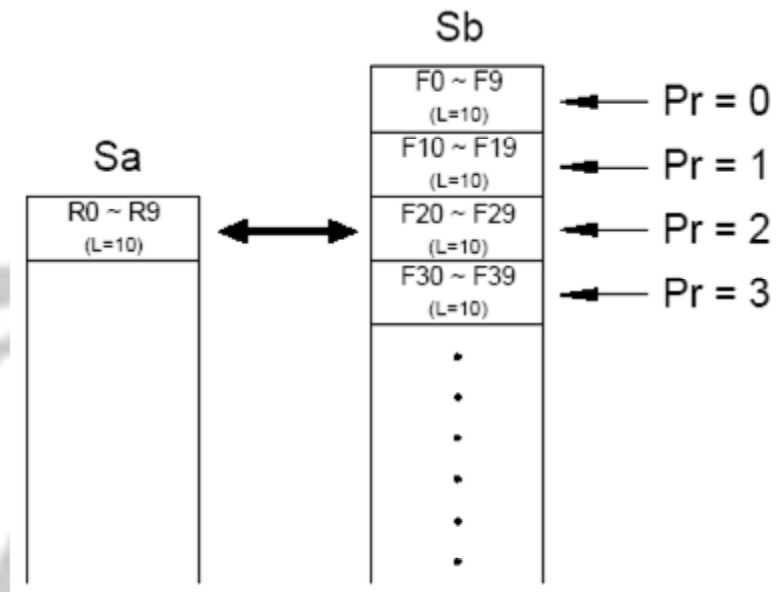 Sb
F0 ~ F9
(L=10)
Pr = 0
F10 ~ F19
(L=10)
Pr = 1
Sa
R0 ~ R9
(L=10)
F20 ~ F29
(L=10)
Pr = 2
F30 ~ F39
(L=10)
Pr = 3